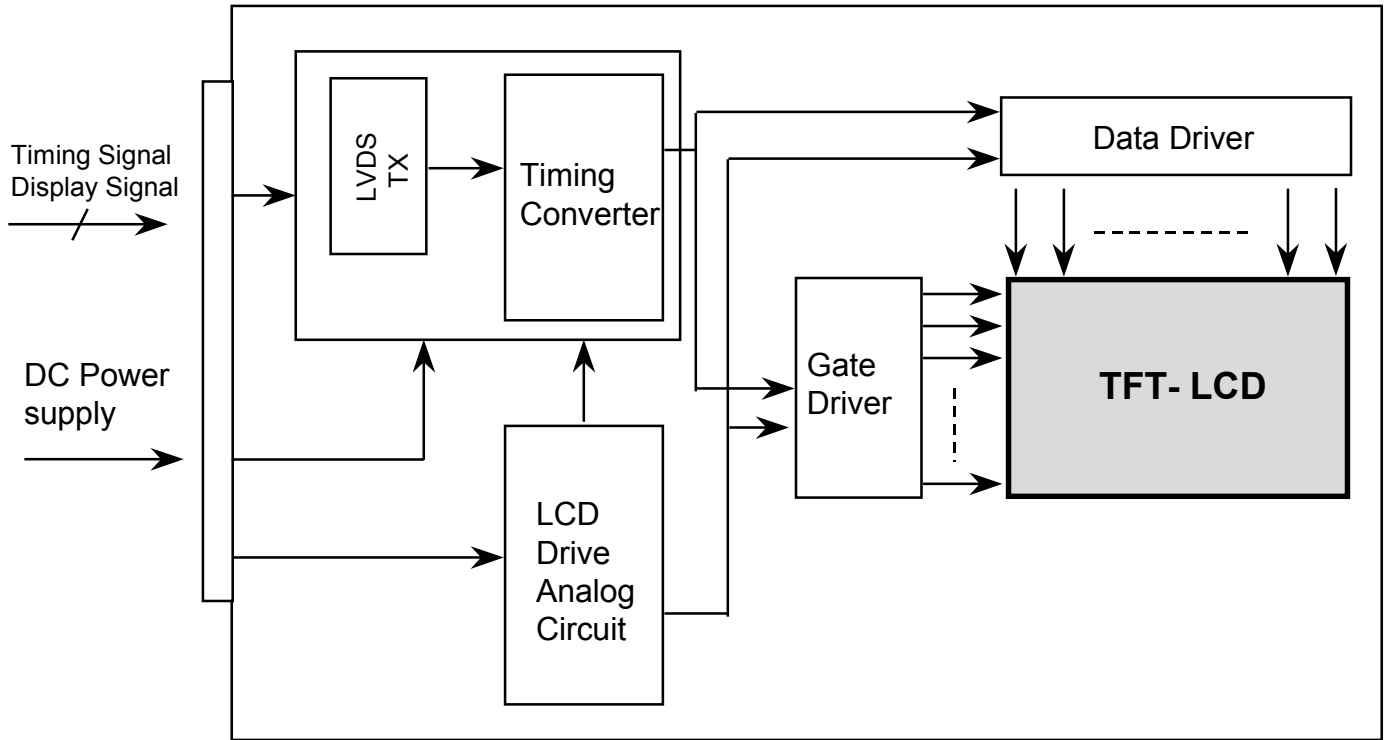 Timing Signal
Display Signal
DC Power
supply
LVDS
TX
Timing
Converter
LCD
Drive
Analog
Circuit
Gate
Driver
Data Driver
TFT- LCD